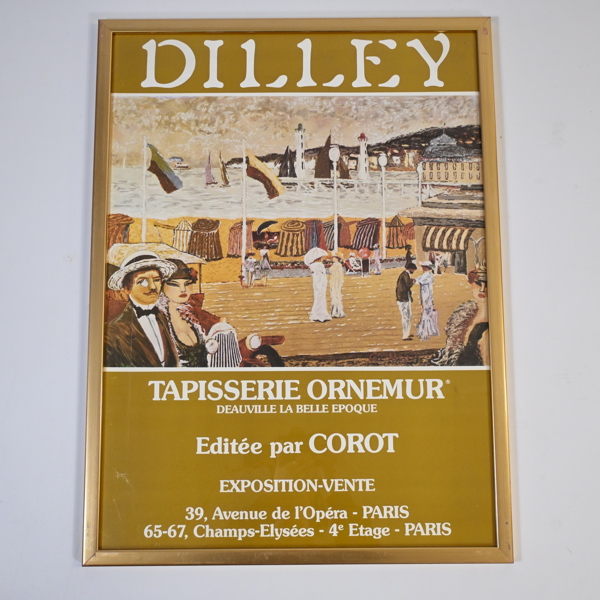 DILLEY
TAPISSERIE ORNEMUR®
DEAUVILLE LA BELLE EPOQUE
Editée par COROT
EXPOSITION-VENTE
39, Avenue de l'Opéra - PARIS
65-67, Champs-Elysées - 4e Etage - PARIS